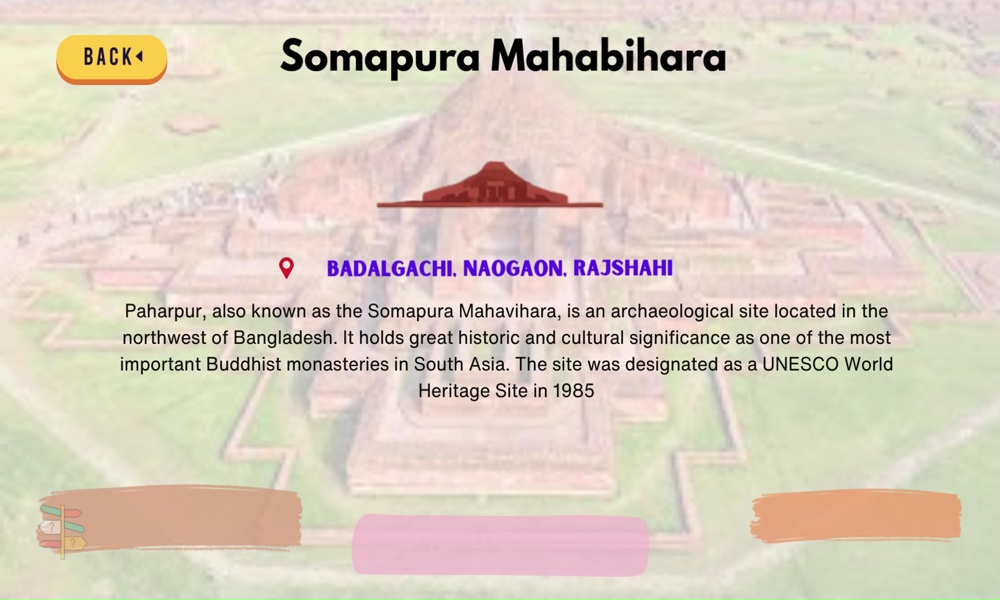 BACK
Somapura Mahabihara
BADALGACHI, NAOGAON, RAJSHAHI
Paharpur, also known as the Somapura Mahavihara, is an archaeological site located in the
northwest of Bangladesh. It holds great historic and cultural significance as one of the most
important Buddhist monasteries in South Asia. The site was designated as a UNESCO World
Heritage Site in 1985